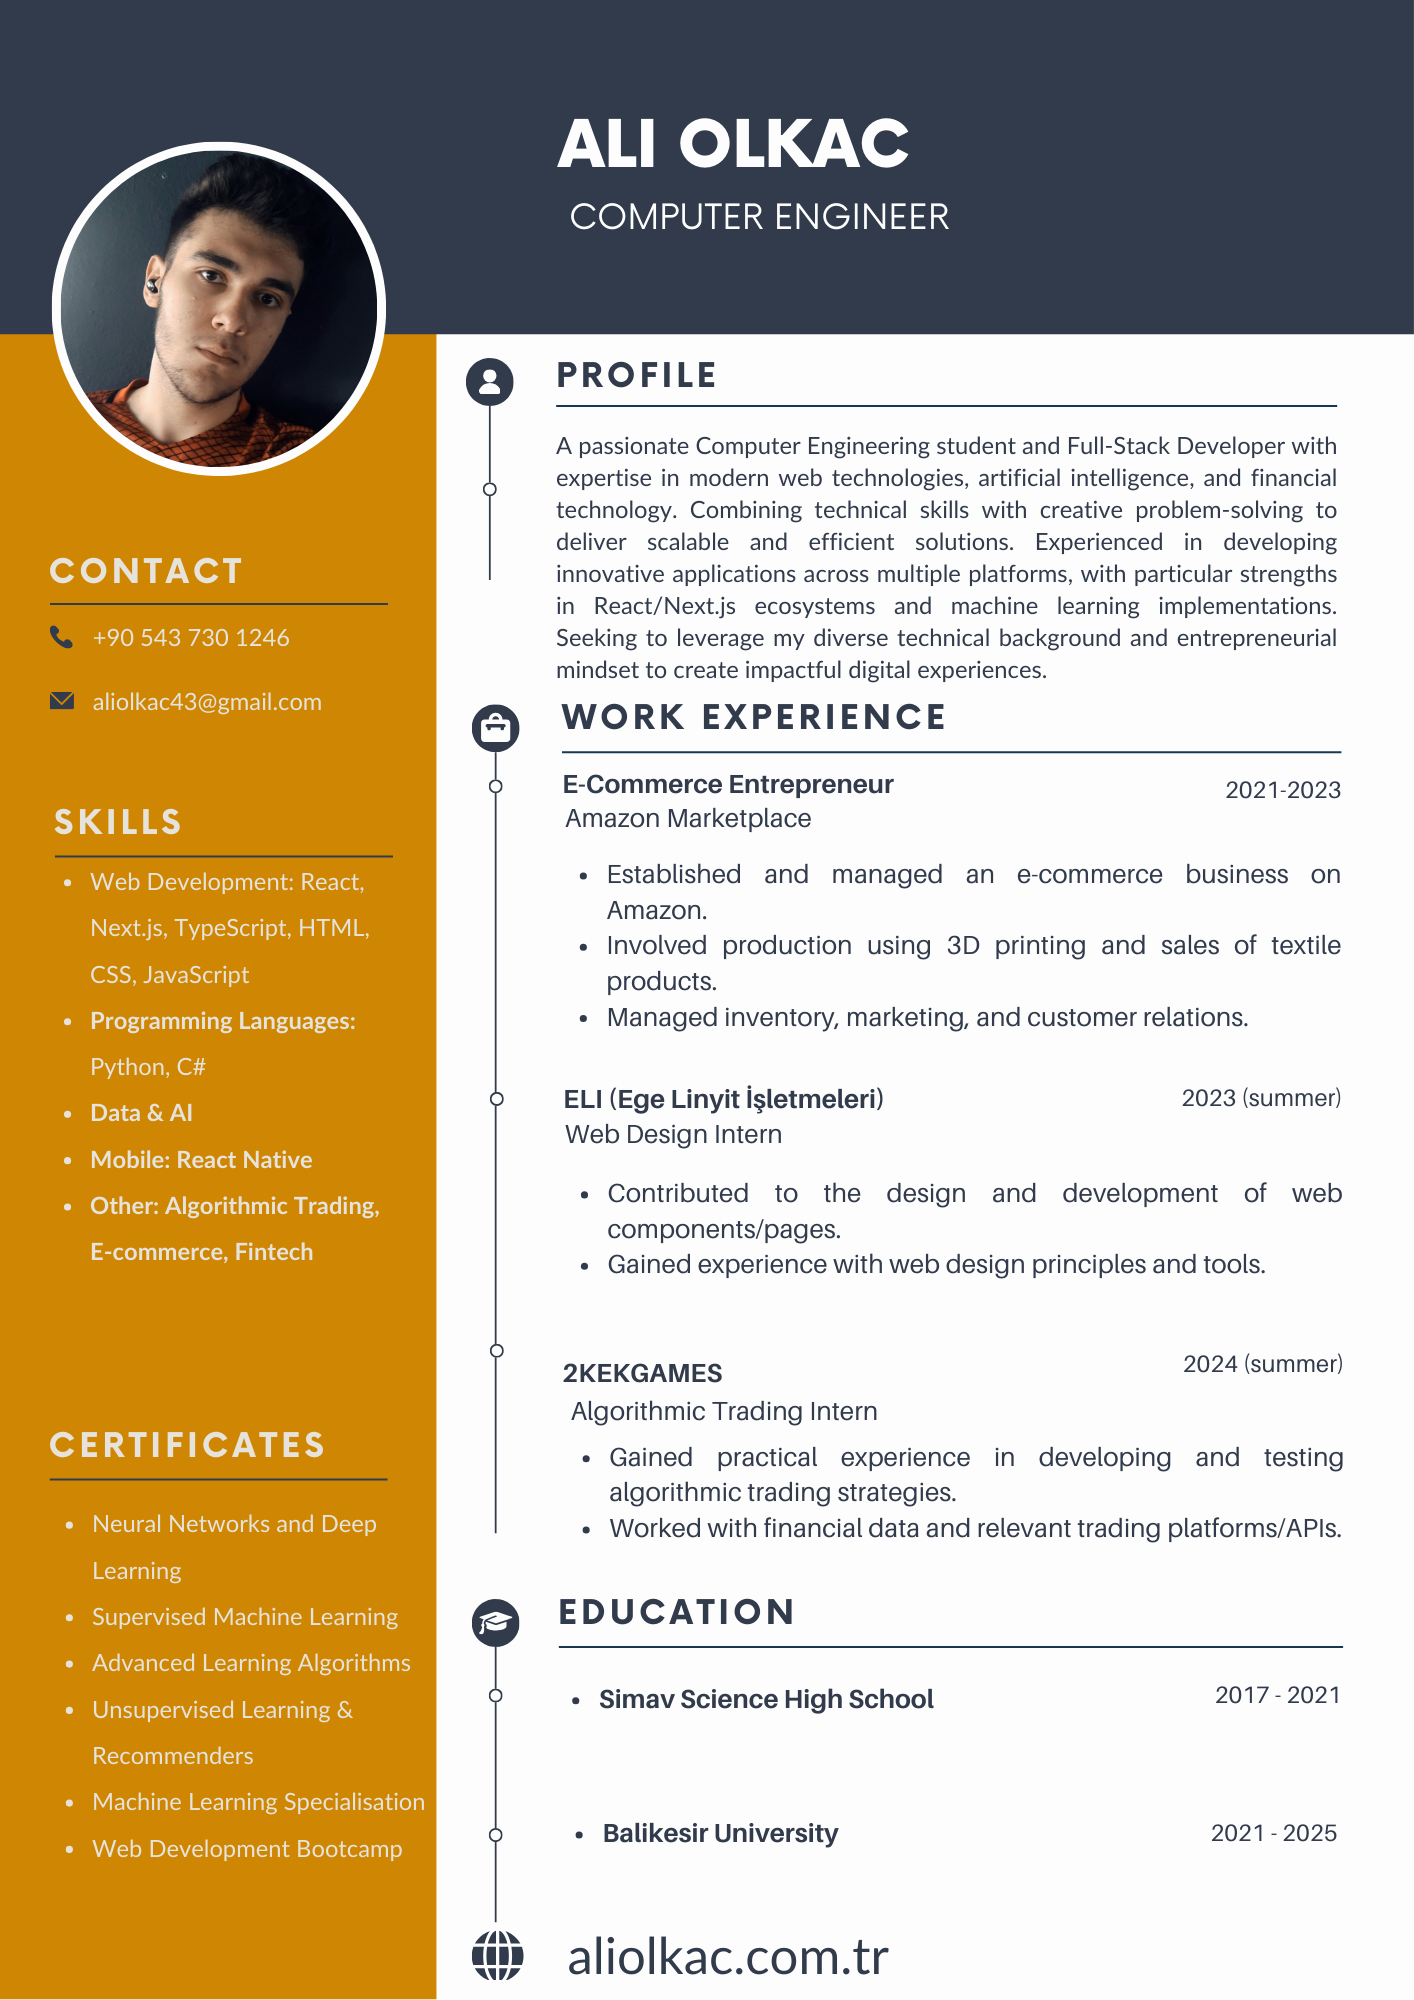 ALI OLKAC
COMPUTER ENGINEER
CONTACT
+90 543 730 1246
aliolkac43@gmail.com
SKILLS
• Web Development: React,
Next.js, TypeScript, HTML,
CSS, JavaScript
• Programming Languages:
Python, C#
• Data & AI
• Mobile: React Native
• Other: Algorithmic Trading,
E-commerce, Fintech
CERTIFICATES
• Neural Networks and Deep
Learning
• Supervised Machine Learning
• Advanced Learning Algorithms
• Unsupervised Learning &
Recommenders
• Machine Learning Specialisation
• Web Development Bootcamp
PROFILE
A passionate Computer Engineering student and Full-Stack Developer with
expertise in modern web technologies, artificial intelligence, and financial
technology. Combining technical skills with creative problem-solving to
deliver scalable and efficient solutions. Experienced in developing
innovative applications across multiple platforms, with particular strengths
in React/Next.js ecosystems and machine learning implementations.
Seeking to leverage my diverse technical background and entrepreneurial
mindset to create impactful digital experiences.
WORK EXPERIENCE
E-Commerce Entrepreneur 2021-2023
Amazon Marketplace
• Established and managed an e-commerce business on
Amazon.
• Involved production using 3D printing and sales of textile
products.
• Managed inventory, marketing, and customer relations.
ELI (Ege Linyit İşletmeleri) 2023 (summer)
Web Design Intern
• Contributed to the design and development of web
components/pages.
• Gained experience with web design principles and tools.
2KEKGAMES 2024 (summer)
Algorithmic Trading Intern
• Gained practical experience in developing and testing
algorithmic trading strategies.
• Worked with financial data and relevant trading platforms/APIs.
EDUCATION
• Simav Science High School 2017 - 2021
• Balikesir University 2021 - 2025
aliolkac.com.tr